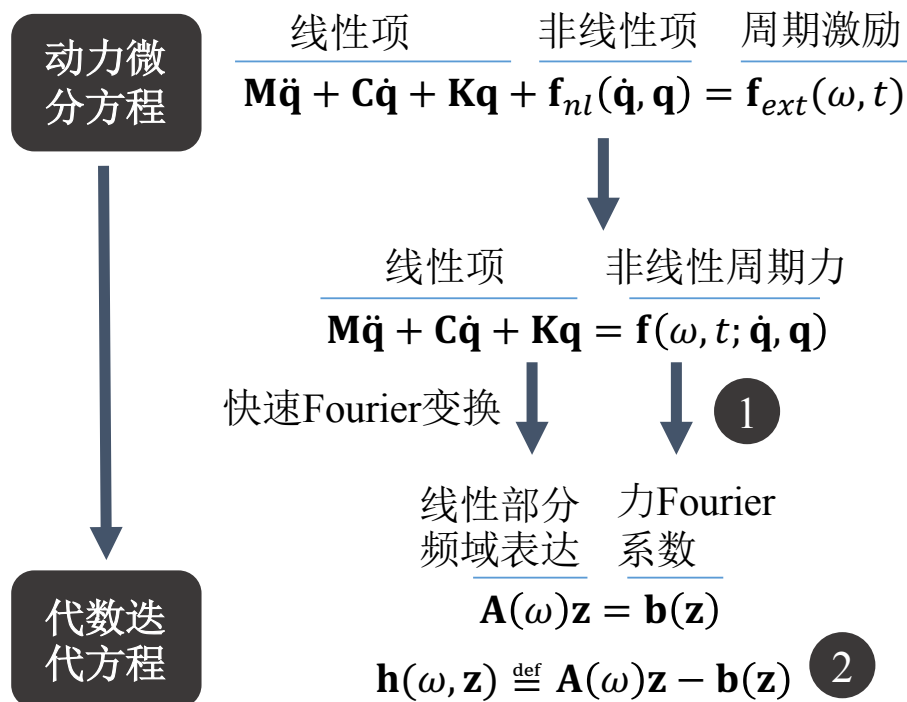 动力微
分方程
线性项 非线性项 周期激励
𝐌𝐪̈ + 𝐂𝐪̇ + 𝐊𝐪 + 𝐟ₙₗ(𝐪̇, 𝐪) = 𝐟ₑₓₜ(𝜔, 𝑡)
线性项 非线性周期力
𝐌𝐪̈ + 𝐂𝐪̇ + 𝐊𝐪 = 𝐟(𝜔, 𝑡; 𝐪̇, 𝐪)
快速Fourier变换
1
线性部分
频域表达
力Fourier
系数
代数迭
代方程
𝐀(𝜔)𝐳 = 𝐛(𝐳)
𝐡(𝜔, 𝐳) ≝ 𝐀(𝜔)𝐳 − 𝐛(𝐳)
2